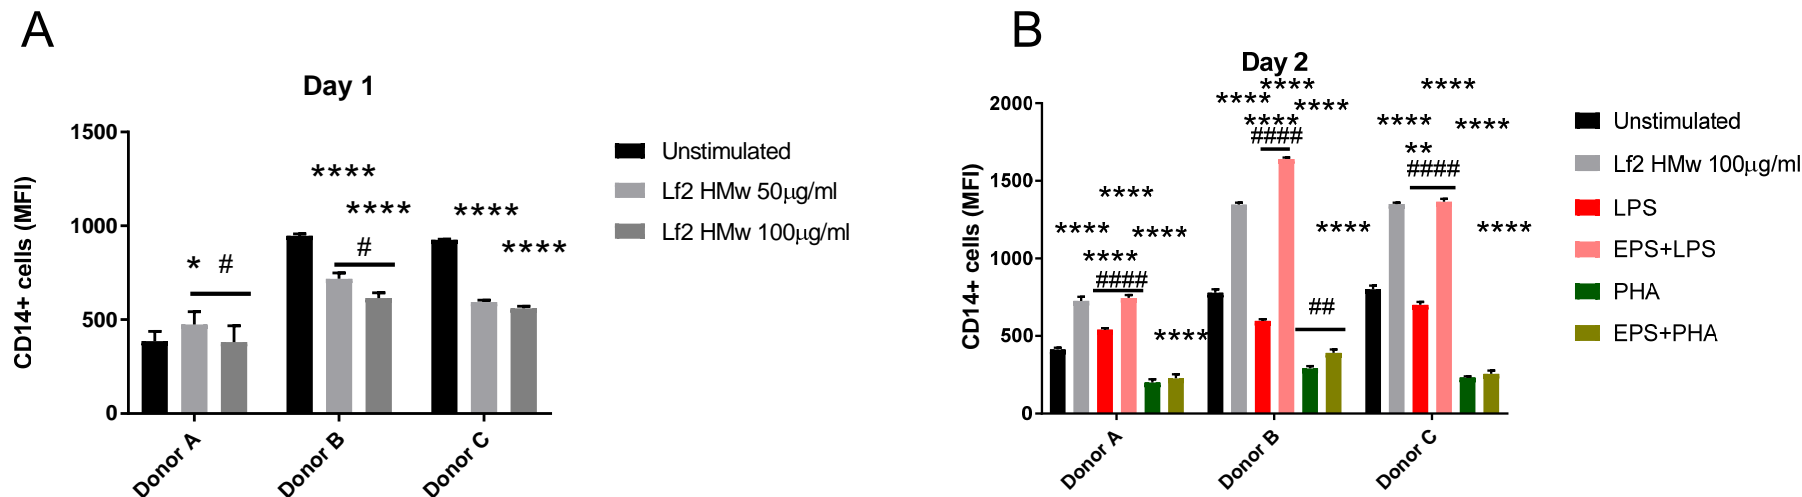 A
Day 1
CD14+ cells (MFI)
1500
1000
500
0
* #
****
****
#
****
****
Donor A
Donor B
Donor C
Unstimulated
Lf2 HMw 50μg/ml
Lf2 HMw 100μg/ml
B
Day 2
CD14+ cells (MFI)
2000
1500
1000
500
0
****
****
****
****
####
****
****
****
****
****
####
****
##
****
****
****
**
####
****
Donor A
Donor B
Donor C
Unstimulated
Lf2 HMw 100μg/ml
LPS
EPS+LPS
PHA
EPS+PHA